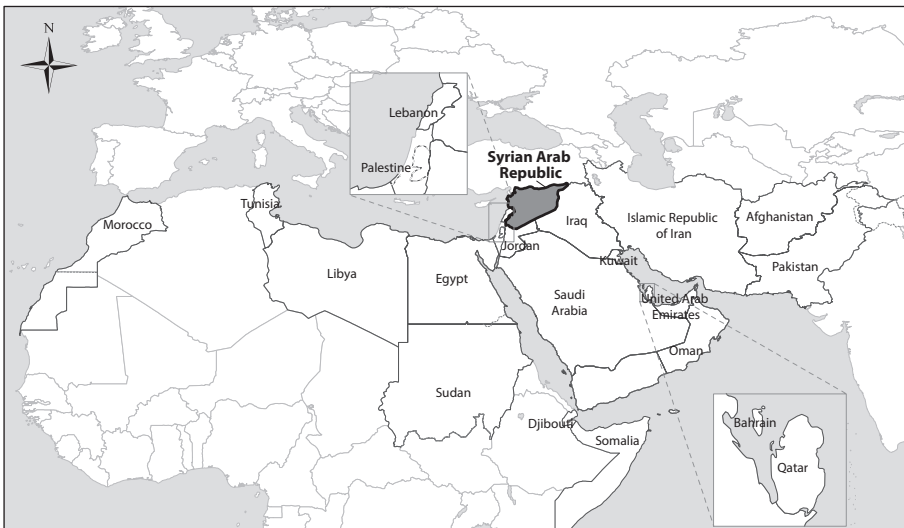 N
Lebanon
Palestine
Syrian Arab
Republic
Tunisia
Morocco
Iraq
Islamic Republic
of Iran
Afghanistan
Jordan
Kuwait
Pakistan
Libya
Egypt
Saudi
Arabia
United Arab
Emirates
Oman
Sudan
Djibouti
Somalia
Bahrain
Qatar